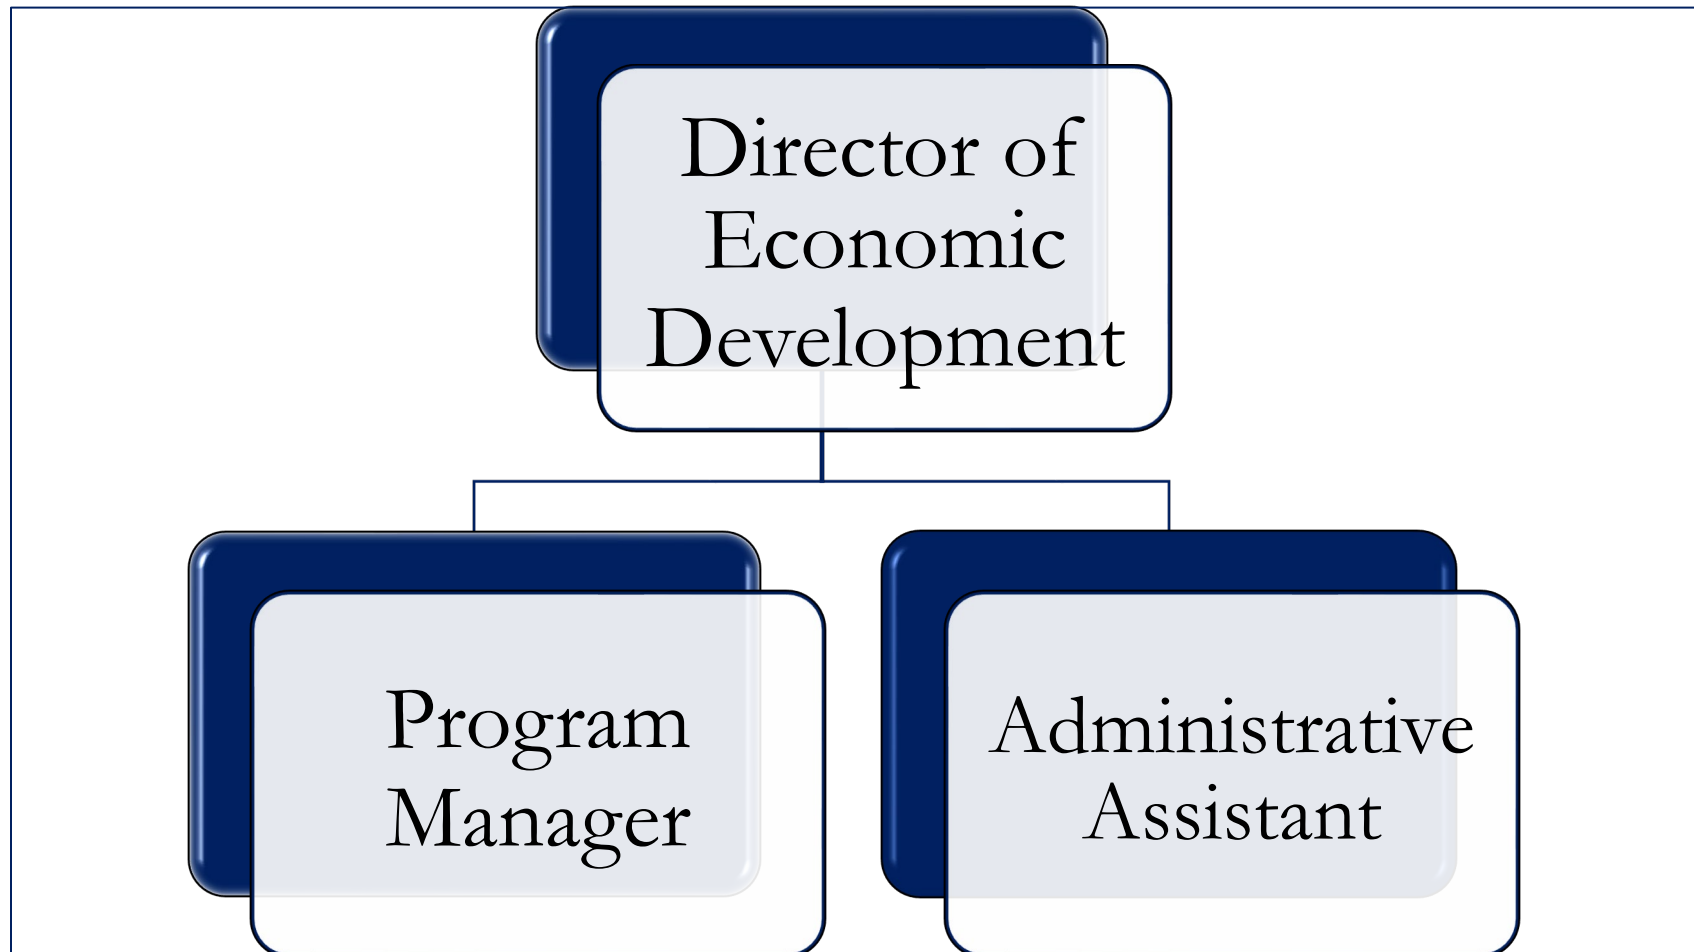 Director of
Economic
Development
Program
Manager
Administrative
Assistant